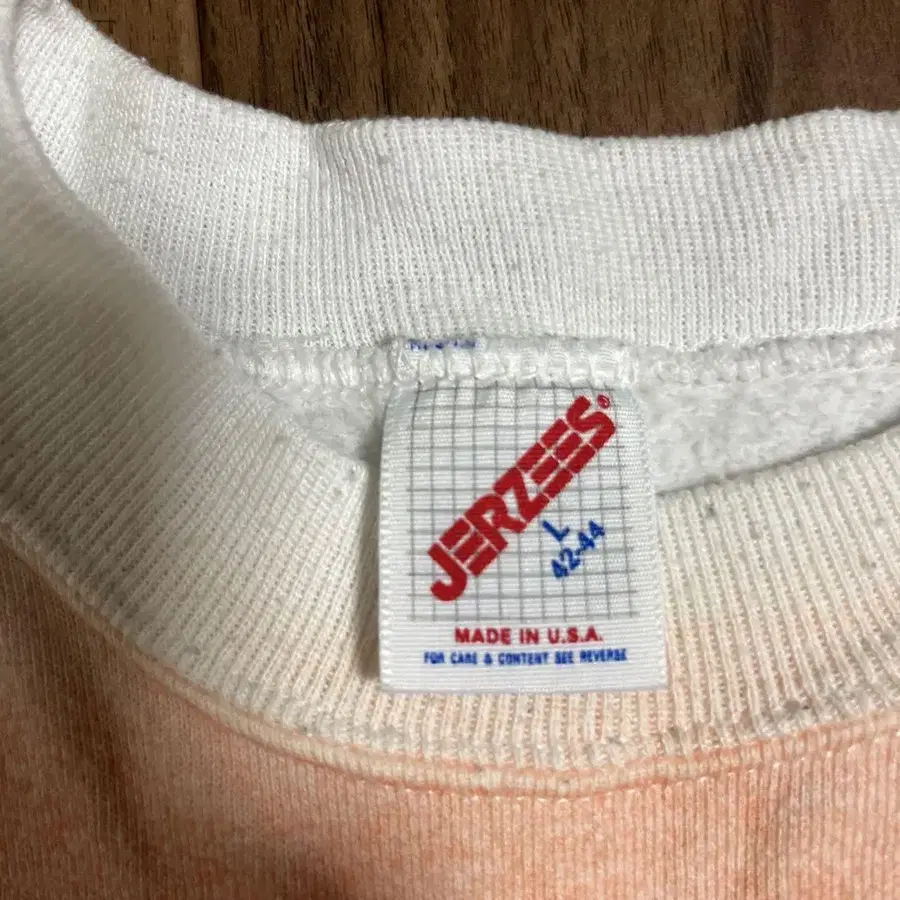 JERZEES®
L
42-44
MADE IN U.S.A.
FOR CARE & CONTENT SEE REVERSE